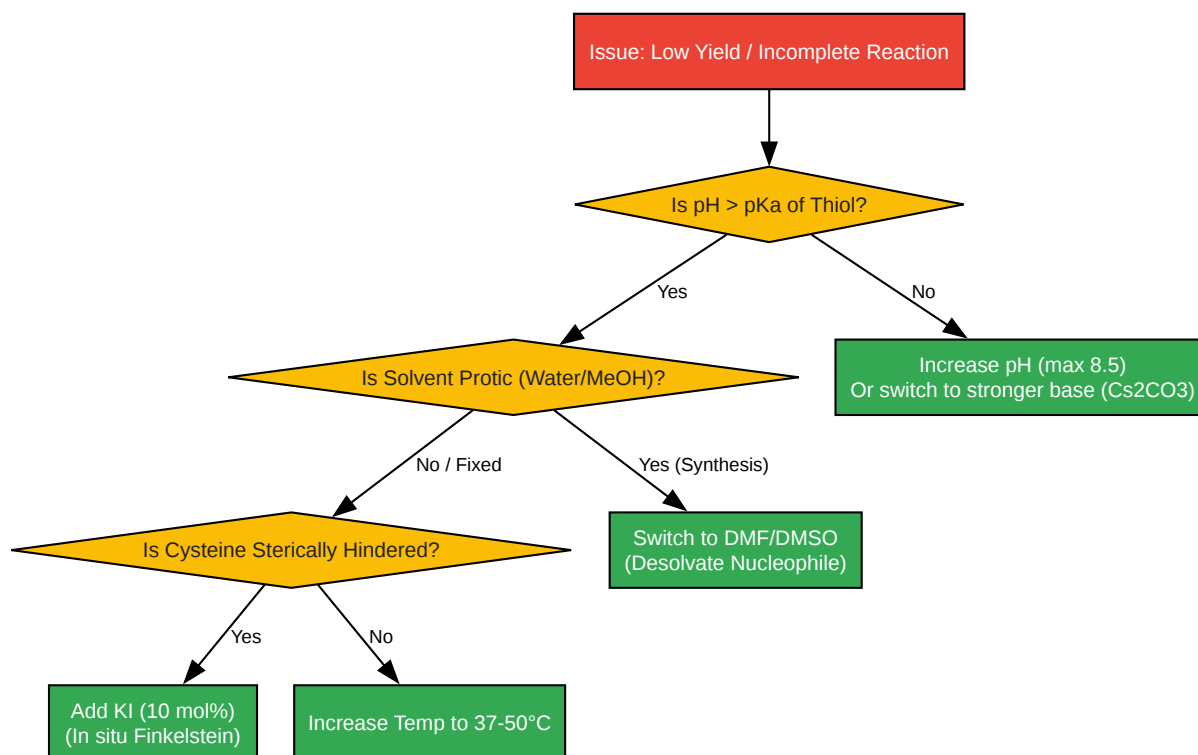 Issue: Low Yield / Incomplete Reaction
Is pH > pKa of Thiol?
Yes
No
Is Solvent Protic (Water/MeOH)?
Increase pH (max 8.5)
Or switch to stronger base (Cs2CO3)
No / Fixed
Yes (Synthesis)
Is Cysteine Sterically Hindered?
Switch to DMF/DMSO
(Desolvate Nucleophile)
Yes
No
Add KI (10 mol%)
(In situ Finkelstein)
Increase Temp to 37-50°C